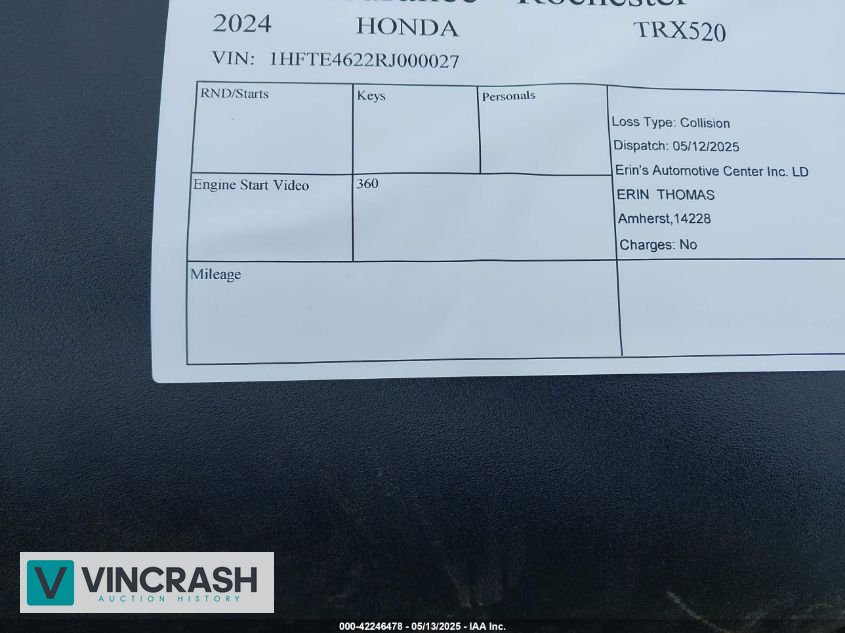 Rochester
2024 HONDA TRX520
VIN: 1HFTE4622RJ000027
RND/Starts Keys Personals
Loss Type: Collision
Dispatch: 05/12/2025
Erin's Automotive Center Inc. LD
Engine Start Video 360
ERIN THOMAS
Amherst,14228
Charges: No
Mileage
VINCRASH
AUCTION HISTORY
000-42246478 - 05/13/2025 - IAA Inc.